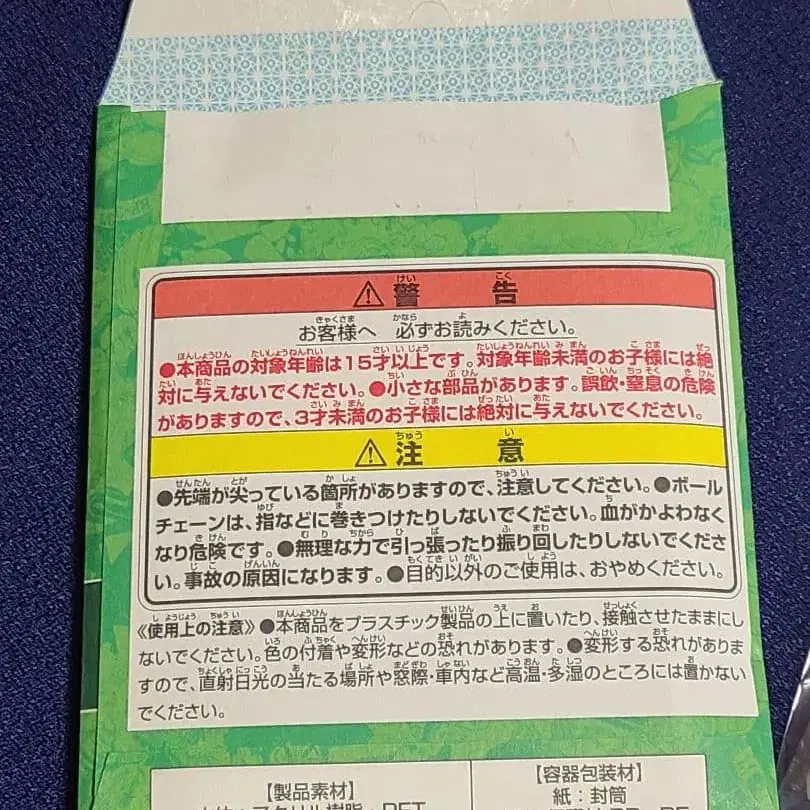 ⚠警告
お客様へ 必ずお読みください。
●本商品の対象年齢は15才以上です。対象年齢未満のお子様には絶
対に与えないでください。●小さな部品があります。誤飲・窒息の危険
がありますので、3才未満のお子様には絶対に与えないでください。
⚠注意
●先端が尖っている箇所がありますので、注意してください。●ボール
チェーンは、指などに巻きつけたりしないでください。血がかよわなく
なり危険です。●無理な力で引っ張ったり振り回したりしないでくださ
い。事故の原因になります。●目的以外のご使用は、おやめください。
《使用上の注意》●本商品をプラスチック製品の上に置いたり、接触させたままにし
ないでください。色の付着や変形などの恐れがあります。●変形する恐れがありま
すので、直射日光の当たる場所や窓際・車内など高温・多湿のところには置かない
でください。
【製品素材】
【容器包装材】
紙：封筒